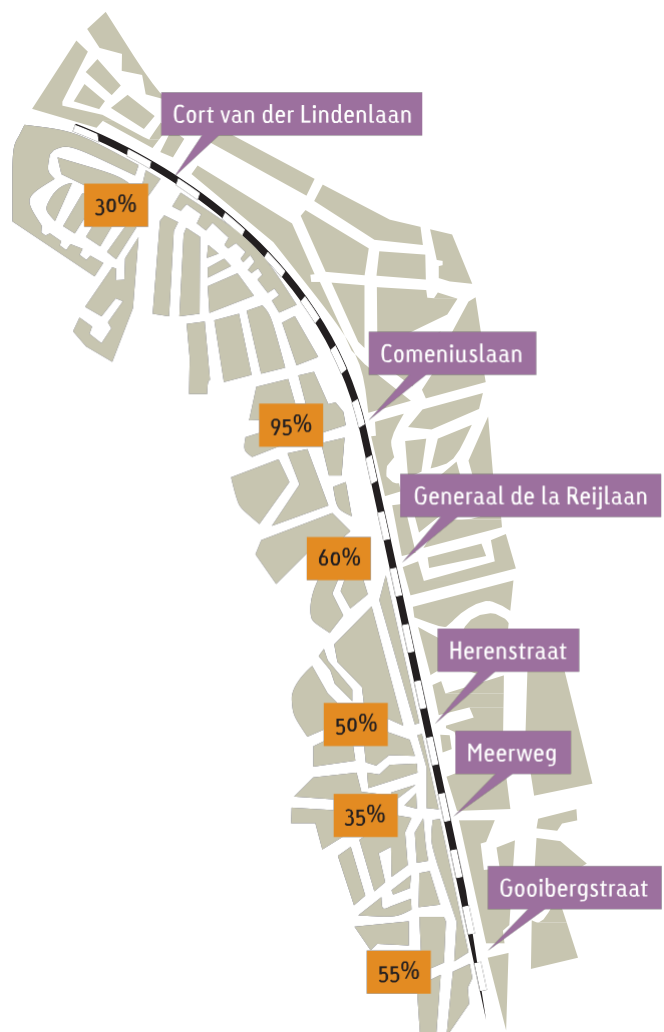 Cort van der Lindenlaan
30%
Comeniuslaan
95%
Generaal de la Reijlaan
60%
Herenstraat
50%
Meerweg
35%
Gooibergstraat
55%